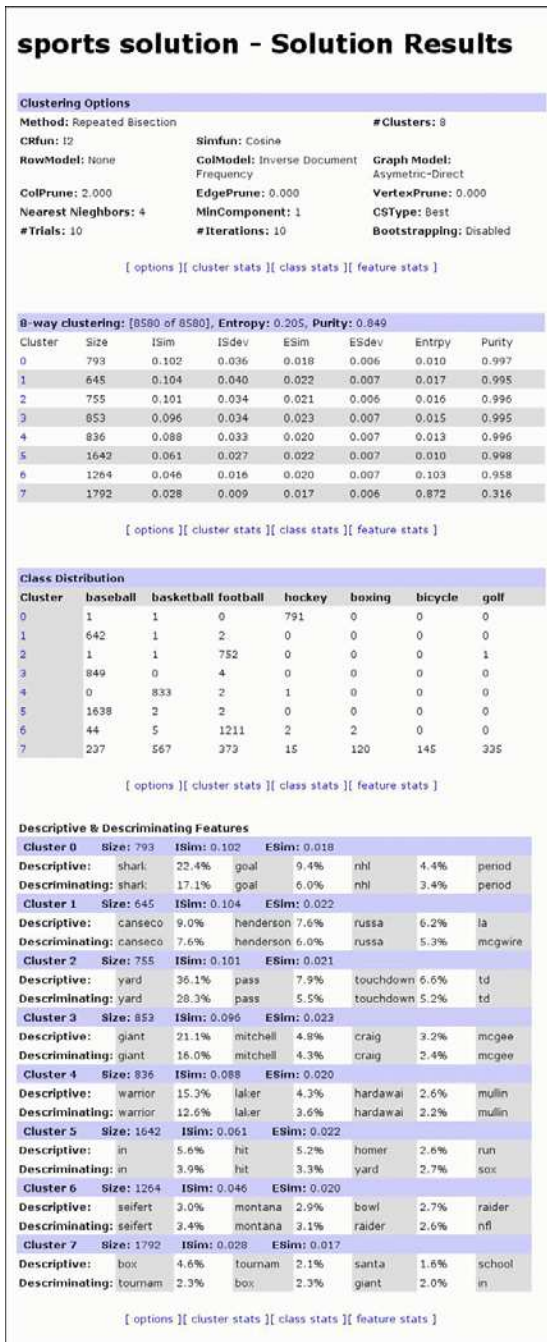 sports solution - Solution Results
Clustering Options
Method: Repeated Bisection #Clusters: 8
CRfun: I2 Simfun: Cosine
RowModel: None ColModel: Inverse Document Frequency Graph Model: Asymetric-Direct
ColPrune: 2.000 EdgePrune: 0.000 VertexPrune: 0.000
Nearest Nieghbors: 4 MinComponent: 1 CSType: Best
#Trials: 10 #Iterations: 10 Bootstrapping: Disabled
[ options ][ cluster stats ][ class stats ][ feature stats ]
8-way clustering: [8580 of 8580], Entropy: 0.205, Purity: 0.849
Cluster Size ISim ISdev ESim ESdev Entrpy Purity
0 793 0.102 0.036 0.018 0.006 0.010 0.997
1 645 0.104 0.040 0.022 0.007 0.017 0.995
2 755 0.101 0.034 0.021 0.006 0.016 0.996
3 853 0.096 0.034 0.023 0.007 0.015 0.995
4 836 0.088 0.033 0.020 0.007 0.013 0.996
5 1642 0.061 0.027 0.022 0.007 0.010 0.998
6 1264 0.046 0.016 0.020 0.007 0.103 0.958
7 1792 0.028 0.009 0.017 0.006 0.872 0.316
[ options ][ cluster stats ][ class stats ][ feature stats ]
Class Distribution
Cluster baseball basketball football hockey boxing bicycle golf
0 1 1 0 791 0 0 0
1 642 1 2 0 0 0 0
2 1 1 752 0 0 0 1
3 849 0 4 0 0 0 0
4 0 833 2 1 0 0 0
5 1638 2 2 0 0 0 0
6 44 5 1211 2 2 0 0
7 237 567 373 15 120 145 335
[ options ][ cluster stats ][ class stats ][ feature stats ]
Descriptive & Discriminating Features
Cluster 0 Size: 793 ISim: 0.102 ESim: 0.018
Descriptive: shark 22.4% goal 9.4% nhl 4.4% period
Discriminating: shark 17.1% goal 6.0% nhl 3.4% period
Cluster 1 Size: 645 ISim: 0.104 ESim: 0.022
Descriptive: canseco 9.0% henderson 7.6% russa 6.2% la
Discriminating: canseco 7.6% henderson 6.0% russa 5.3% mcgwire
Cluster 2 Size: 755 ISim: 0.101 ESim: 0.021
Descriptive: yard 36.1% pass 7.9% touchdown 6.6% td
Discriminating: yard 28.3% pass 5.5% touchdown 5.2% td
Cluster 3 Size: 853 ISim: 0.096 ESim: 0.023
Descriptive: giant 21.1% mitchell 4.8% craig 3.2% mcgee
Discriminating: giant 16.0% mitchell 4.3% craig 2.4% mcgee
Cluster 4 Size: 836 ISim: 0.088 ESim: 0.020
Descriptive: warrior 15.3% laker 4.3% hardawai 2.6% mullin
Discriminating: warrior 12.6% laker 3.6% hardawai 2.2% mullin
Cluster 5 Size: 1642 ISim: 0.061 ESim: 0.022
Descriptive: in 5.6% hit 5.2% homer 2.6% run
Discriminating: in 3.9% hit 3.3% yard 2.7% sox
Cluster 6 Size: 1264 ISim: 0.046 ESim: 0.020
Descriptive: seifert 3.0% montana 2.9% bowl 2.7% raider
Discriminating: seifert 3.4% montana 3.1% raider 2.6% nfl
Cluster 7 Size: 1792 ISim: 0.028 ESim: 0.017
Descriptive: box 4.6% tournam 2.1% santa 1.6% school
Discriminating: tournam 2.3% box 2.3% giant 2.0% in
[ options ][ cluster stats ][ class stats ][ feature stats ]